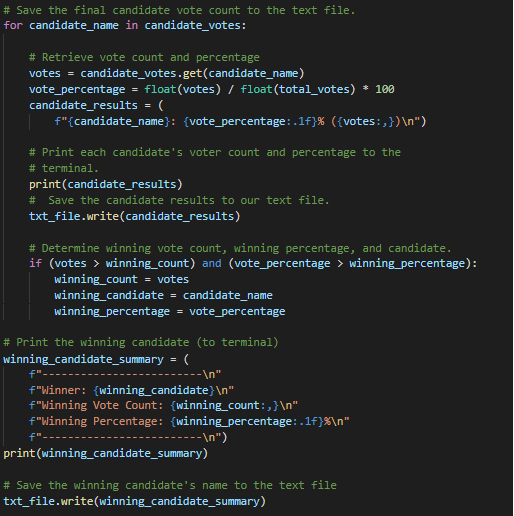 # Save the final candidate vote count to the text file.
for candidate_name in candidate_votes:
# Retrieve vote count and percentage
votes = candidate_votes.get(candidate_name)
vote_percentage = float(votes) / float(total_votes) * 100
candidate_results = (
f"{candidate_name}: {vote_percentage:.1f}% ({votes:,})\n")
# Print each candidate's voter count and percentage to the
# terminal.
print(candidate_results)
#  Save the candidate results to our text file.
txt_file.write(candidate_results)
# Determine winning vote count, winning percentage, and candidate.
if (votes > winning_count) and (vote_percentage > winning_percentage):
winning_count = votes
winning_candidate = candidate_name
winning_percentage = vote_percentage
# Print the winning candidate (to terminal)
winning_candidate_summary = (
f"-------------------------\n"
f"Winner: {winning_candidate}\n"
f"Winning Vote Count: {winning_count:,}\n"
f"Winning Percentage: {winning_percentage:.1f}%\n"
f"-------------------------\n")
print(winning_candidate_summary)
# Save the winning candidate's name to the text file
txt_file.write(winning_candidate_summary)